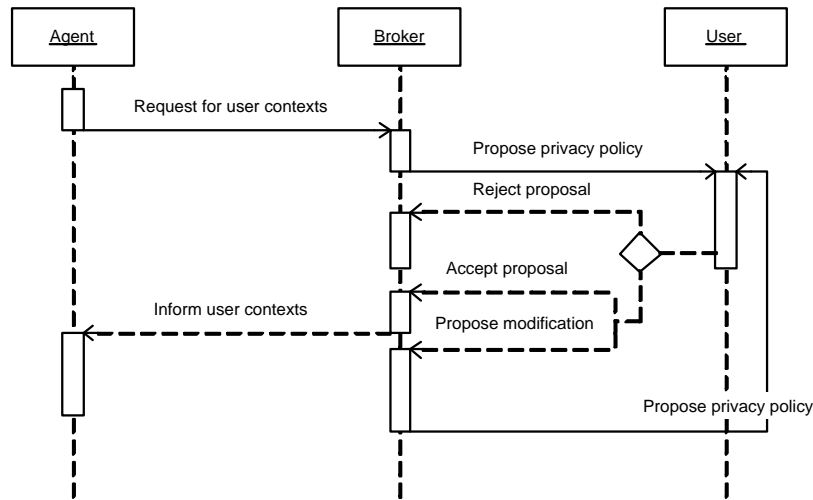 Agent
Broker
User
Request for user contexts
Propose privacy policy
Reject proposal
Accept proposal
Inform user contexts
Propose modification
Propose privacy policy